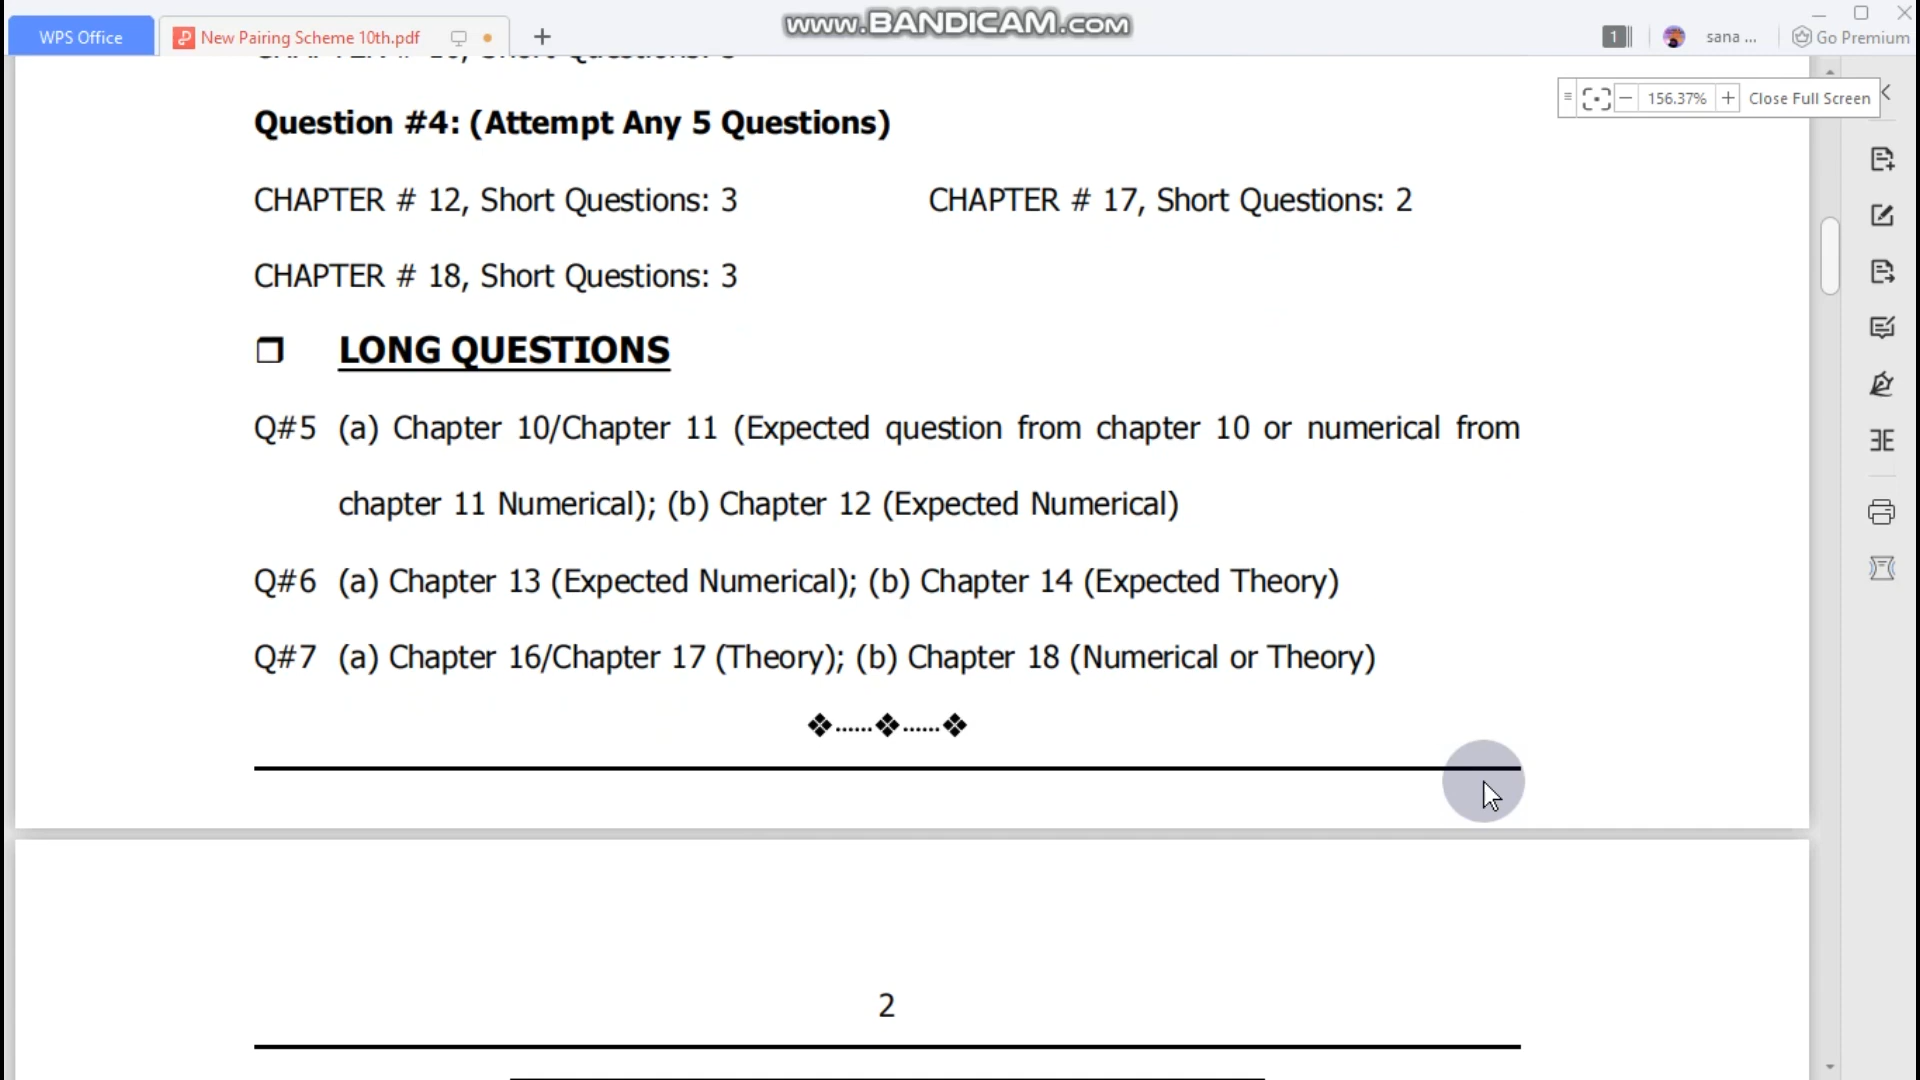 www.BANDICAM.com
WPS Office
New Pairing Scheme 10th.pdf
1
sana ...
Go Premium
156.37%
Close Full Screen
Question #4: (Attempt Any 5 Questions)
CHAPTER # 12, Short Questions: 3 CHAPTER # 17, Short Questions: 2
CHAPTER # 18, Short Questions: 3
LONG QUESTIONS
Q#5 (a) Chapter 10/Chapter 11 (Expected question from chapter 10 or numerical from
chapter 11 Numerical); (b) Chapter 12 (Expected Numerical)
Q#6 (a) Chapter 13 (Expected Numerical); (b) Chapter 14 (Expected Theory)
Q#7 (a) Chapter 16/Chapter 17 (Theory); (b) Chapter 18 (Numerical or Theory)
❖......❖......❖
2